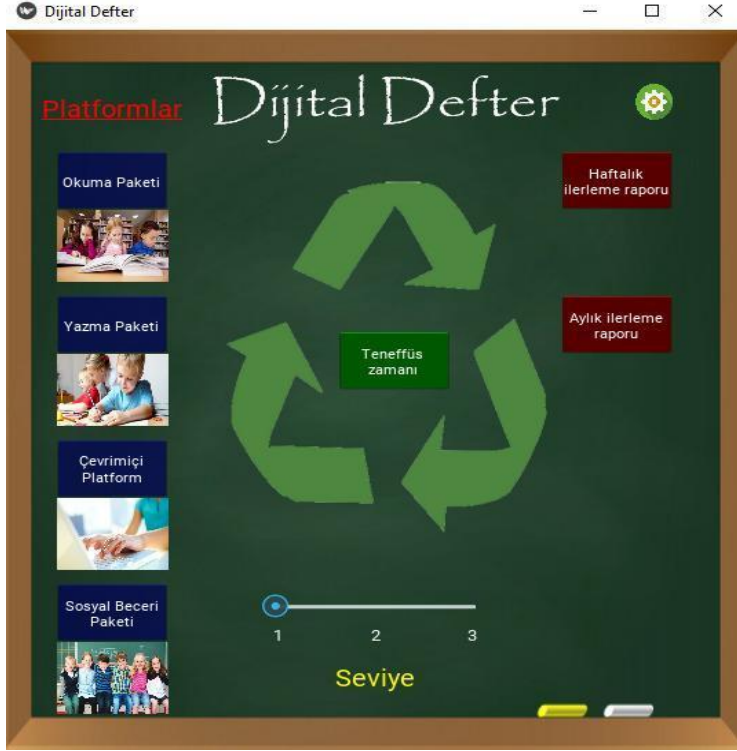 Dijital Defter
Platformlar
Dijital Defter
Okuma Paketi
Haftalık
ilerleme raporu
Yazma Paketi
Aylık ilerleme
raporu
Teneffüs
zamanı
Çevrimiçi
Platform
Sosyal Beceri
Paketi
1 2 3
Seviye